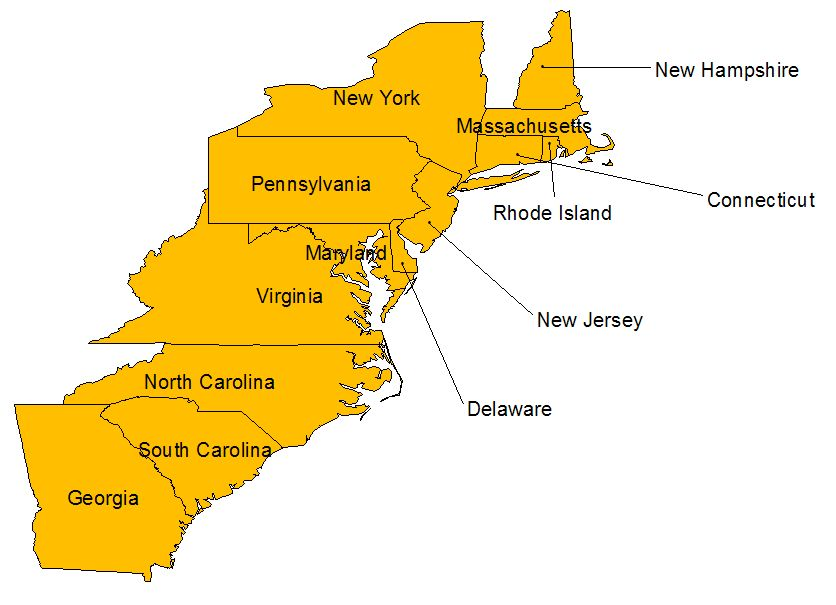 New Hampshire
New York
Massachusetts
Pennsylvania
Connecticut
Rhode Island
Maryland
Virginia
New Jersey
North Carolina
Delaware
South Carolina
Georgia